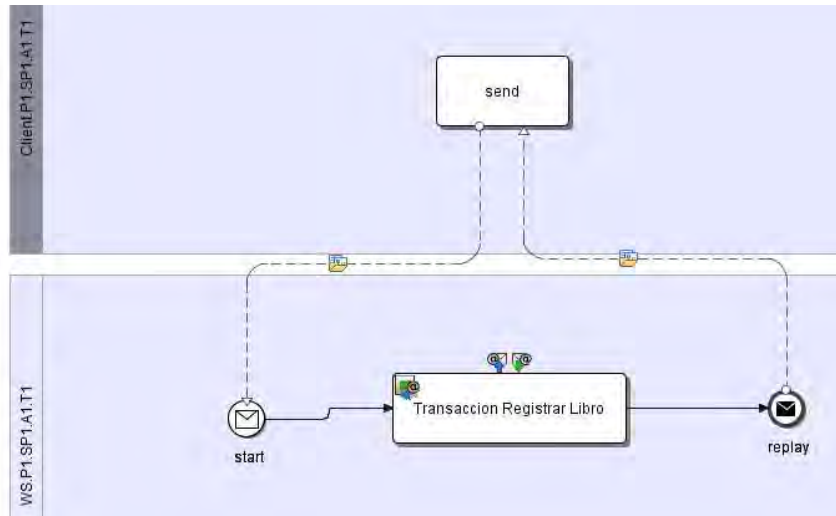 Client.P1.SP1.A1.T1
send
WS.P1.SP1.A1.T1
Transaccion Registrar Libro
start
replay